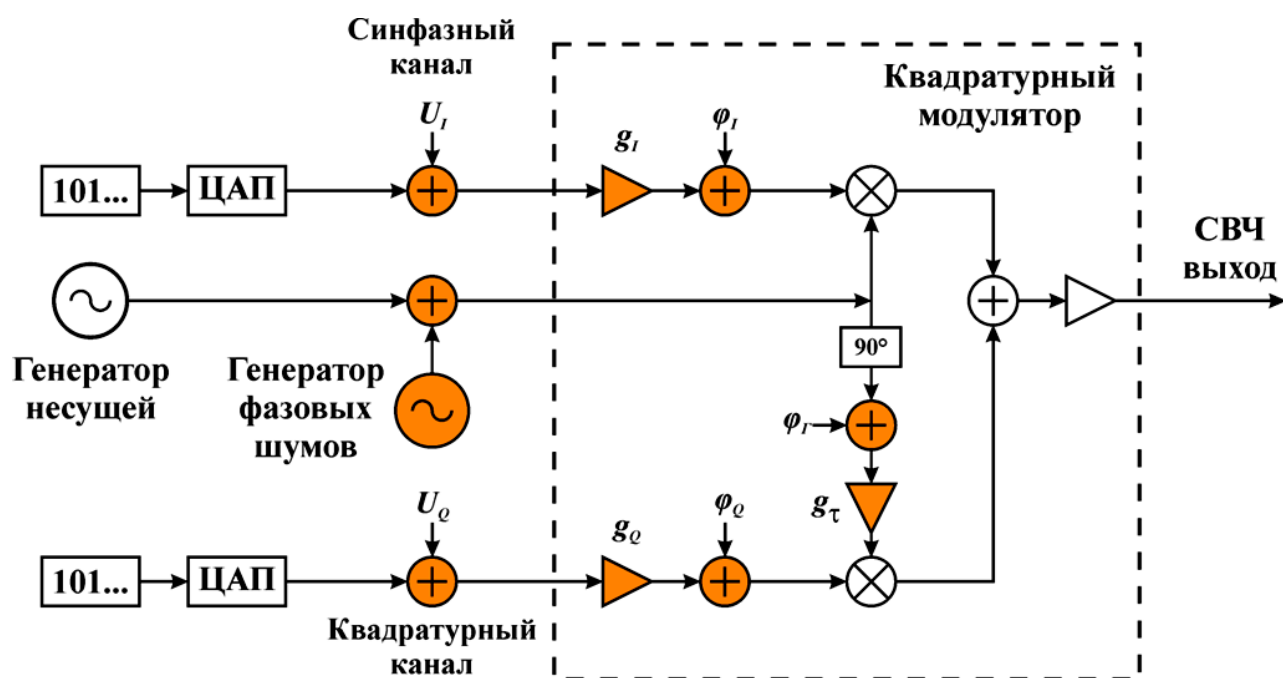 Синфазный
канал
Квадратурный
модулятор
U_I
g_I
φ_I
101...
ЦАП
СВЧ
выход
Генератор
несущей
Генератор
фазовых
шумов
90°
φ_Г
U_Q
g_Q
φ_Q
g_τ
101...
ЦАП
Квадратурный
канал